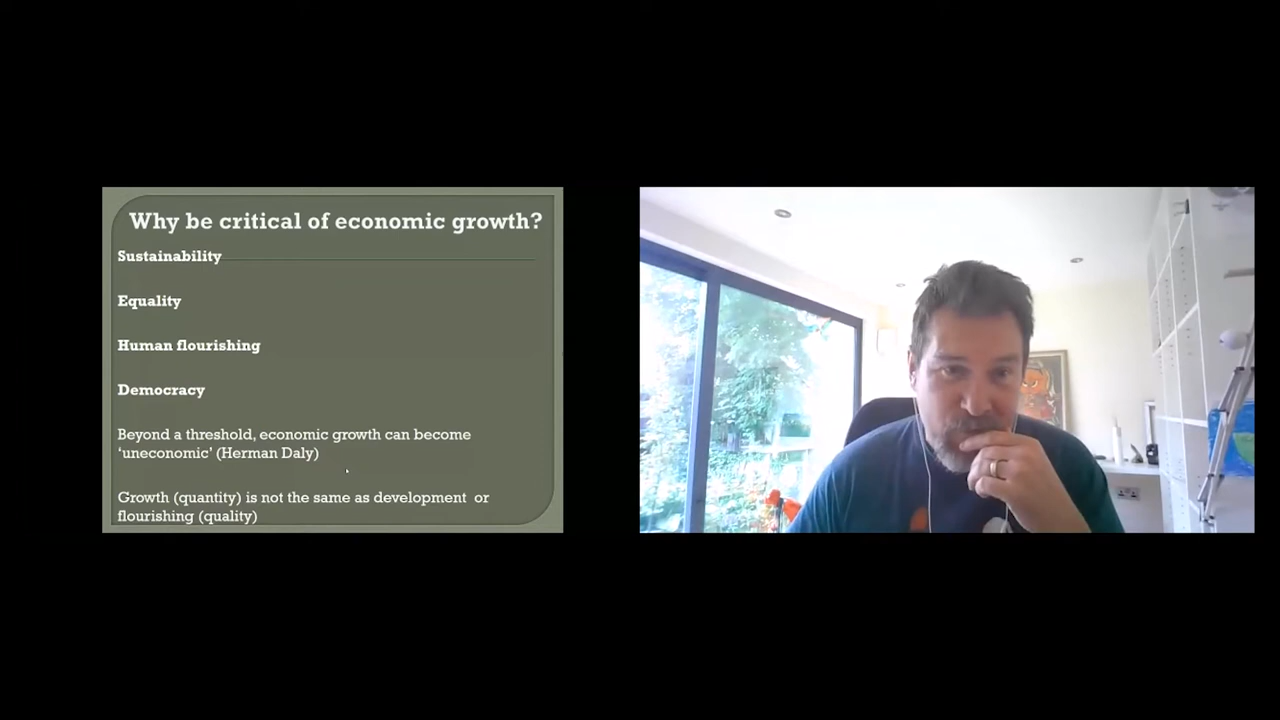 Why be critical of economic growth?
Sustainability
Equality
Human flourishing
Democracy
Beyond a threshold, economic growth can become
‘uneconomic’ (Herman Daly)
Growth (quantity) is not the same as development or
flourishing (quality)